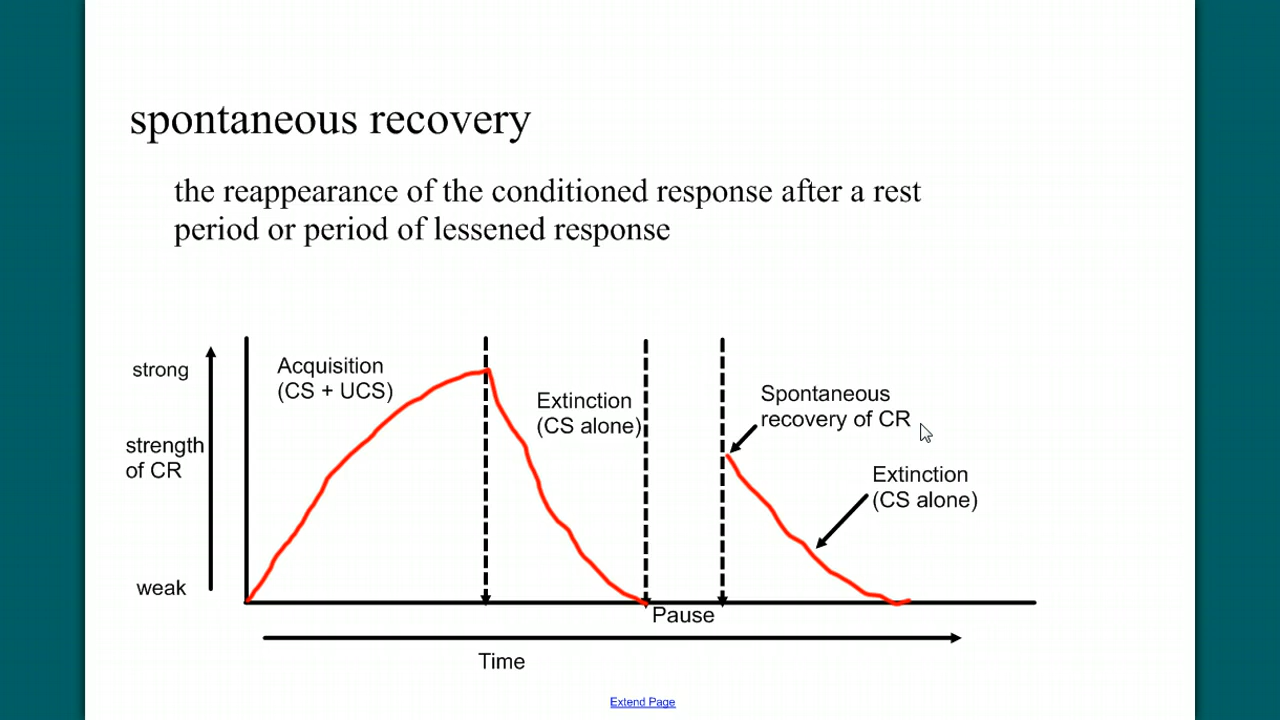 spontaneous recovery
the reappearance of the conditioned response after a rest
period or period of lessened response
strong
strength
of CR
weak
Acquisition
(CS + UCS)
Extinction
(CS alone)
Pause
Spontaneous
recovery of CR
Extinction
(CS alone)
Time
Extend Page